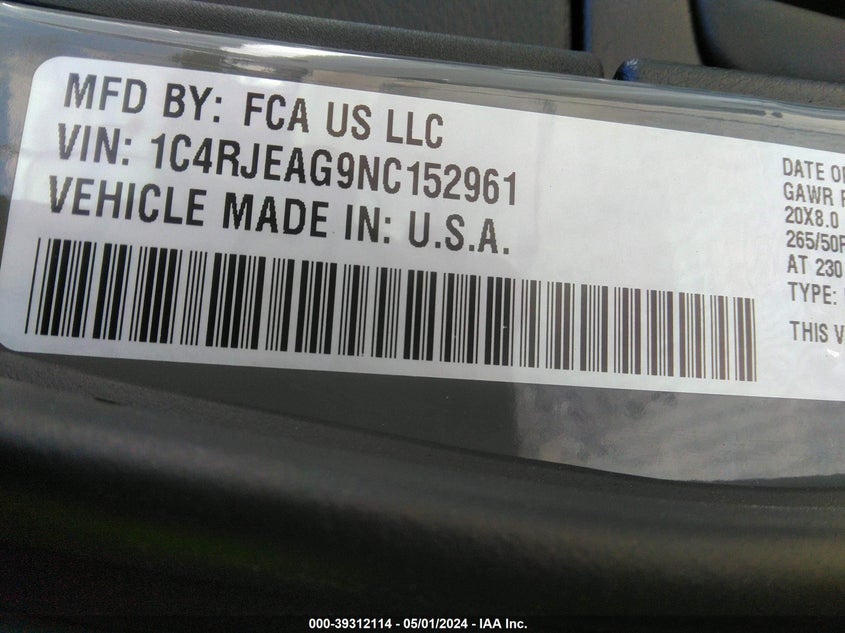 MFD BY: FCA US LLC
VIN: 1C4RJEAG9NC152961
VEHICLE MADE IN: U.S.A.
DATE OF
GAWR
20X8.0
265/50
AT 230
TYPE:
THIS V
000-39312114 - 05/01/2024 - IAA Inc.